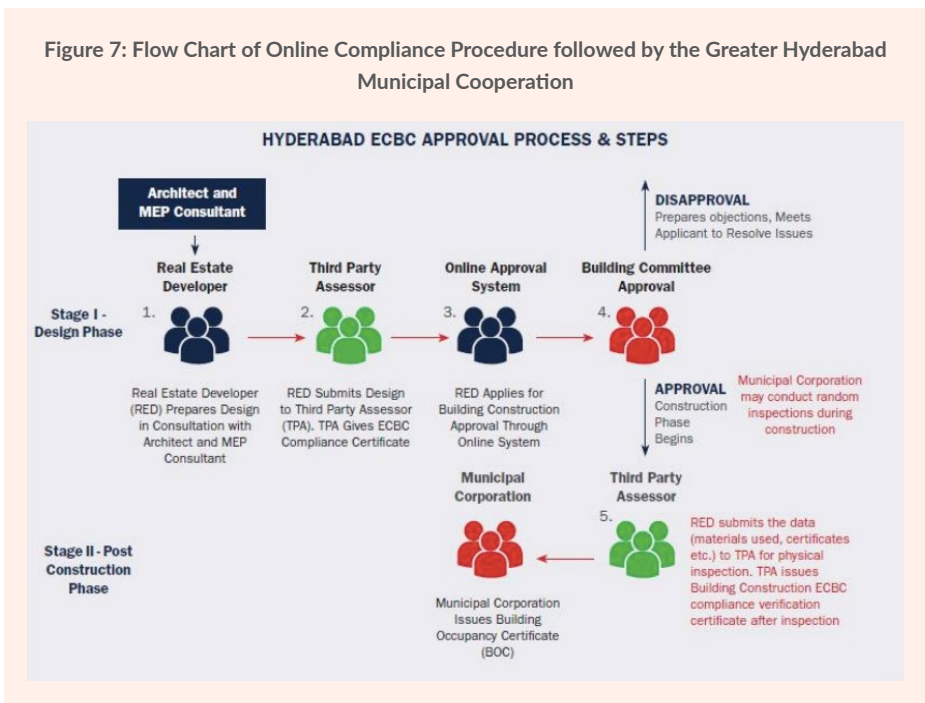 Figure 7: Flow Chart of Online Compliance Procedure followed by the Greater Hyderabad
Municipal Cooperation
HYDERABAD ECBC APPROVAL PROCESS & STEPS
Architect and
MEP Consultant
DISAPPROVAL
Prepares objections, Meets
Applicant to Resolve Issues
Stage I -
Design Phase
Real Estate
Developer
1.
Real Estate Developer
(RED) Prepares Design
in Consultation with
Architect and MEP
Consultant
Third Party
Assessor
2.
RED Submits Design
to Third Party Assessor
(TPA). TPA Gives ECBC
Compliance Certificate
Online Approval
System
3.
RED Applies for
Building Construction
Approval Through
Online System
Building Committee
Approval
4.
APPROVAL
Construction
Phase
Begins
Municipal Corporation
may conduct random
inspections during
construction
Stage II - Post
Construction
Phase
Third Party
Assessor
5.
RED submits the data
(materials used, certificates
etc.) to TPA for physical
inspection. TPA issues
Building Construction ECBC
compliance verification
certificate after inspection
Municipal
Corporation
Municipal Corporation
Issues Building
Occupancy Certificate
(BOC)